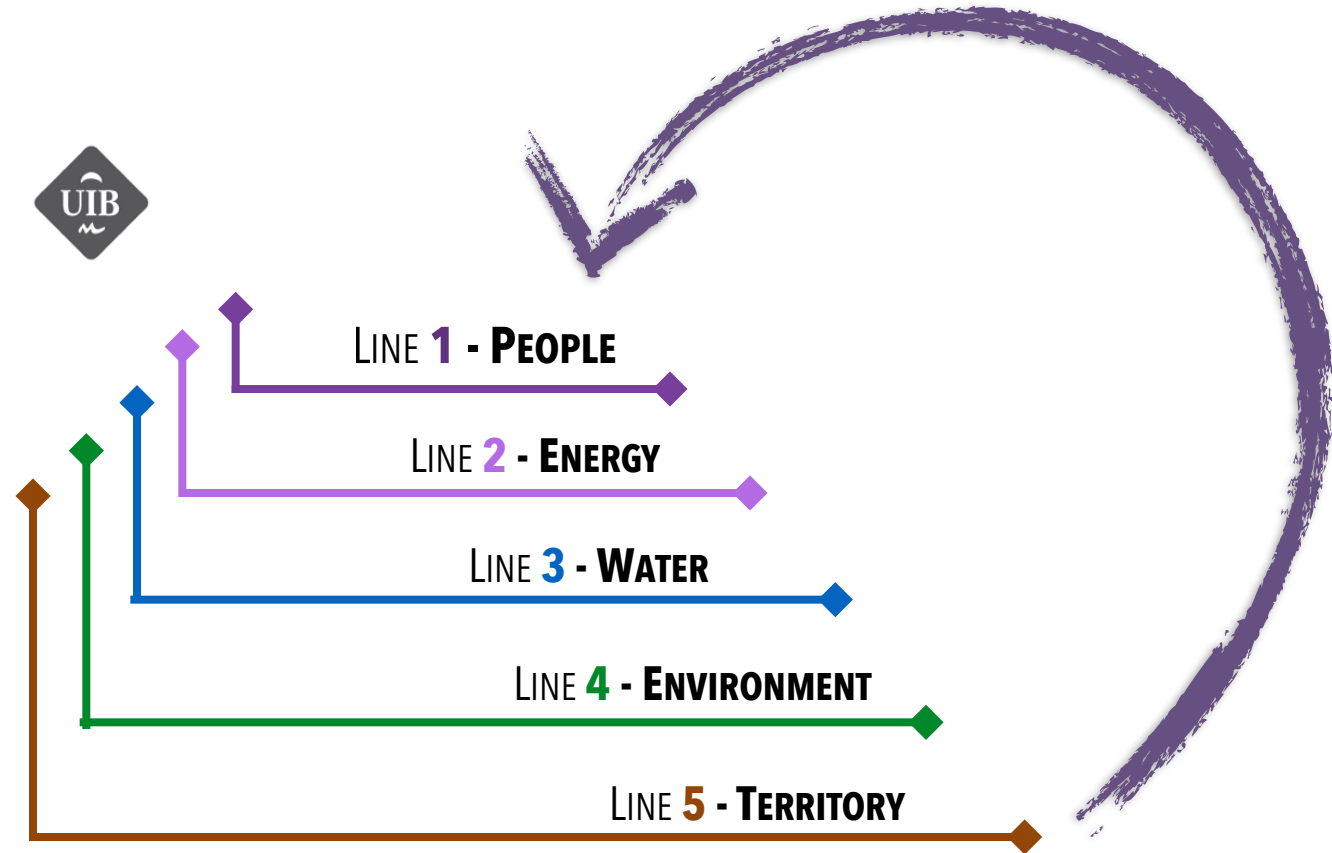 UIB
LINE 1 - PEOPLE
LINE 2 - ENERGY
LINE 3 - WATER
LINE 4 - ENVIRONMENT
LINE 5 - TERRITORY